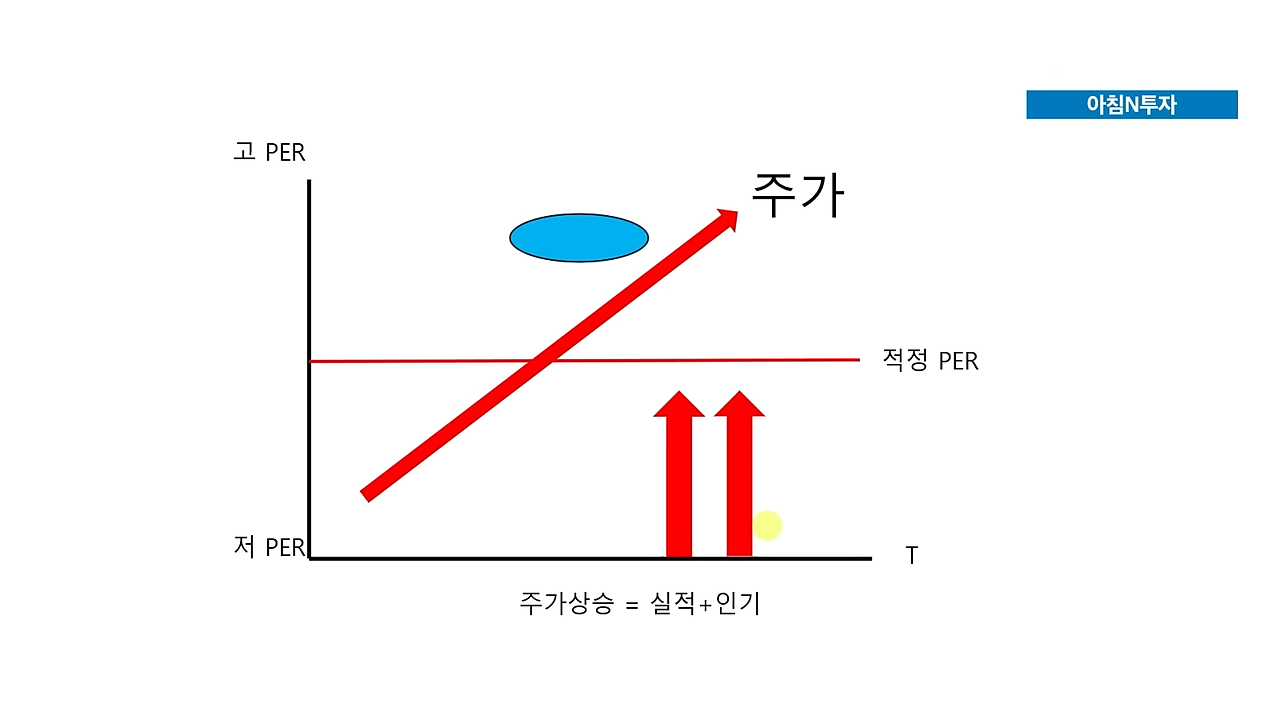 아침N투자
고 PER
주가
적정 PER
저 PER
T
주가상승 = 실적+인기